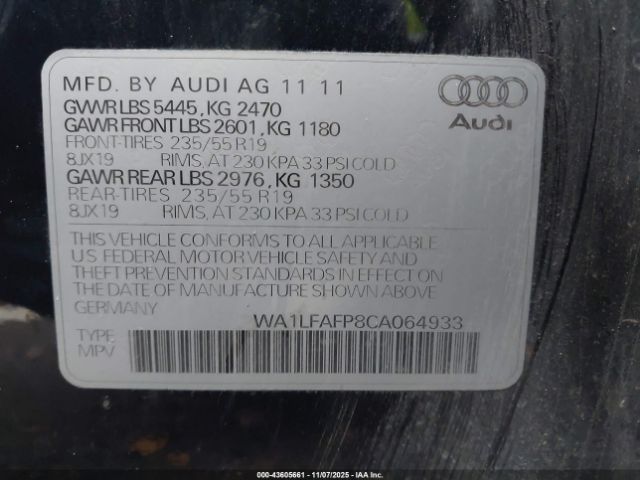 MFD. BY AUDI AG 11 11
GVWR LBS 5445, KG 2470
GAWR FRONT LBS 2601, KG 1180
FRONT-TIRES 235/55 R19
8JX19 RIMS, AT 230 KPA 33 PSI COLD
GAWR REAR LBS 2976, KG 1350
REAR-TIRES 235/55 R19
8JX19 RIMS, AT 230 KPA 33 PSI COLD
Audi
THIS VEHICLE CONFORMS TO ALL APPLICABLE
US FEDERAL MOTOR VEHICLE SAFETY AND
THEFT PREVENTION STANDARDS IN EFFECT ON
THE DATE OF MANUFACTURE SHOWN ABOVE
GERMANY
WA1LFAFP8CA064933
TYPE
MPV
000-43605661 - 11/07/2025 - IAA Inc.